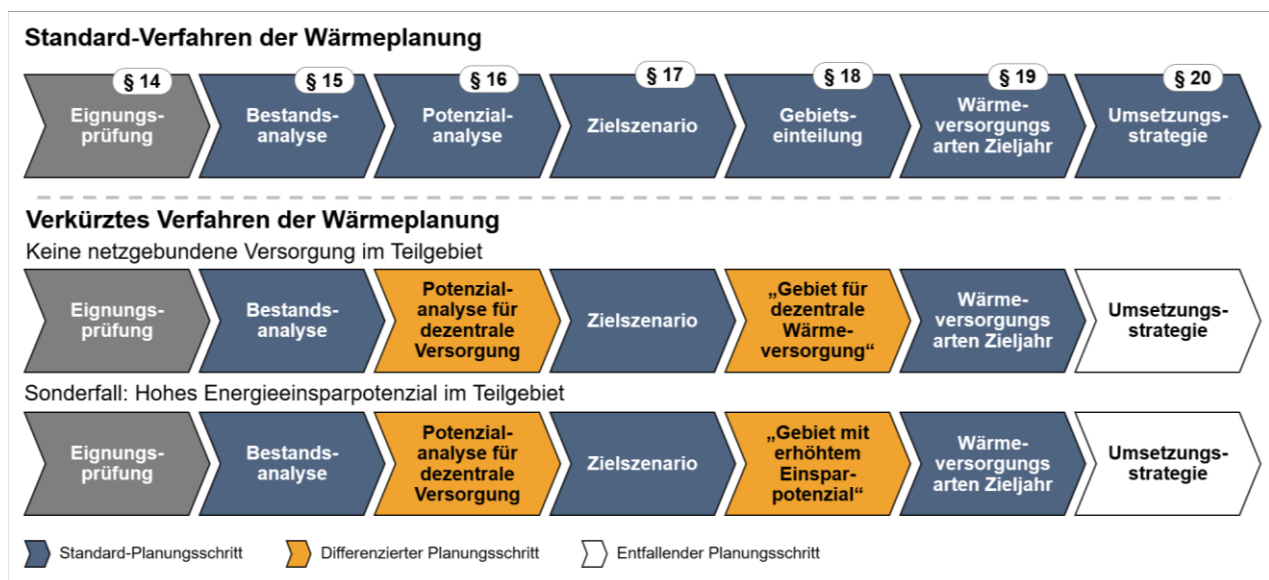 Standard-Verfahren der Wärmeplanung
§ 14
§ 15
§ 16
§ 17
§ 18
§ 19
§ 20
Eignungs-
prüfung
Bestands-
analyse
Potenzial-
analyse
Zielszenario
Gebiets-
einteilung
Wärme-
versorgungs
arten Zieljahr
Umsetzungs-
strategie
Verkürztes Verfahren der Wärmeplanung
Keine netzgebundene Versorgung im Teilgebiet
Eignungs-
prüfung
Bestands-
analyse
Potenzial-
analyse für
dezentrale
Versorgung
Zielszenario
„Gebiet für
dezentrale
Wärme-
versorgung“
Wärme-
versorgungs
arten Zieljahr
Umsetzungs-
strategie
Sonderfall: Hohes Energieeinsparpotenzial im Teilgebiet
Eignungs-
prüfung
Bestands-
analyse
Potenzial-
analyse für
dezentrale
Versorgung
Zielszenario
„Gebiet mit
erhöhtem
Einspar-
potenzial“
Wärme-
versorgungs
arten Zieljahr
Umsetzungs-
strategie
Standard-Planungsschritt
Differenzierter Planungsschritt
Entfallender Planungsschritt